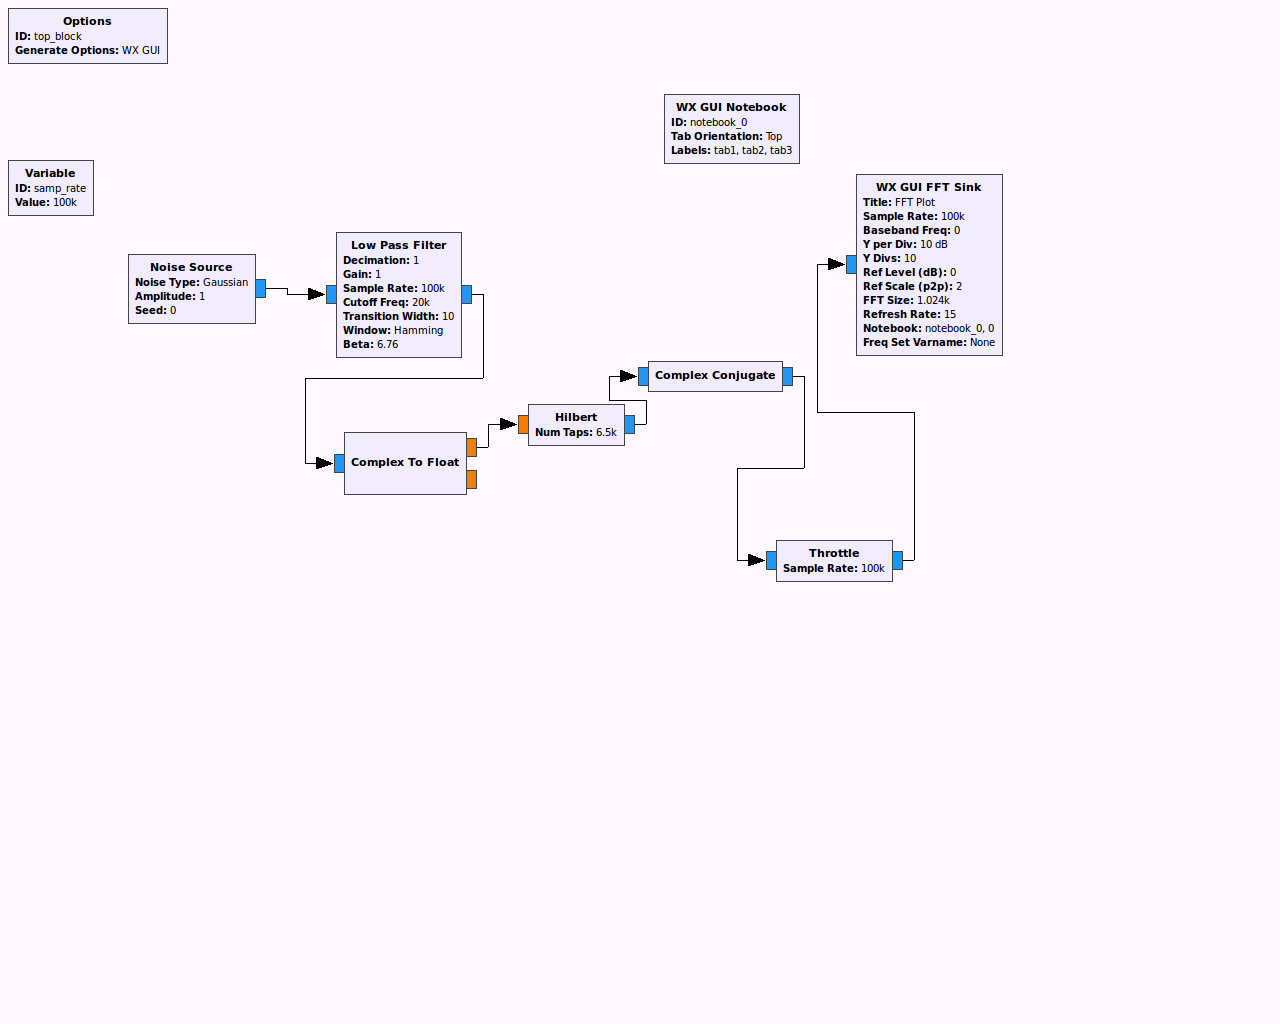 Options
ID: top_block
Generate Options: WX GUI
WX GUI Notebook
ID: notebook_0
Tab Orientation: Top
Labels: tab1, tab2, tab3
Variable
ID: samp_rate
Value: 100k
WX GUI FFT Sink
Title: FFT Plot
Sample Rate: 100k
Baseband Freq: 0
Y per Div: 10 dB
Y Divs: 10
Ref Level (dB): 0
Ref Scale (p2p): 2
FFT Size: 1.024k
Refresh Rate: 15
Notebook: notebook_0, 0
Freq Set Varname: None
Noise Source
Noise Type: Gaussian
Amplitude: 1
Seed: 0
Low Pass Filter
Decimation: 1
Gain: 1
Sample Rate: 100k
Cutoff Freq: 20k
Transition Width: 10
Window: Hamming
Beta: 6.76
Complex To Float
Hilbert
Num Taps: 6.5k
Complex Conjugate
Throttle
Sample Rate: 100k